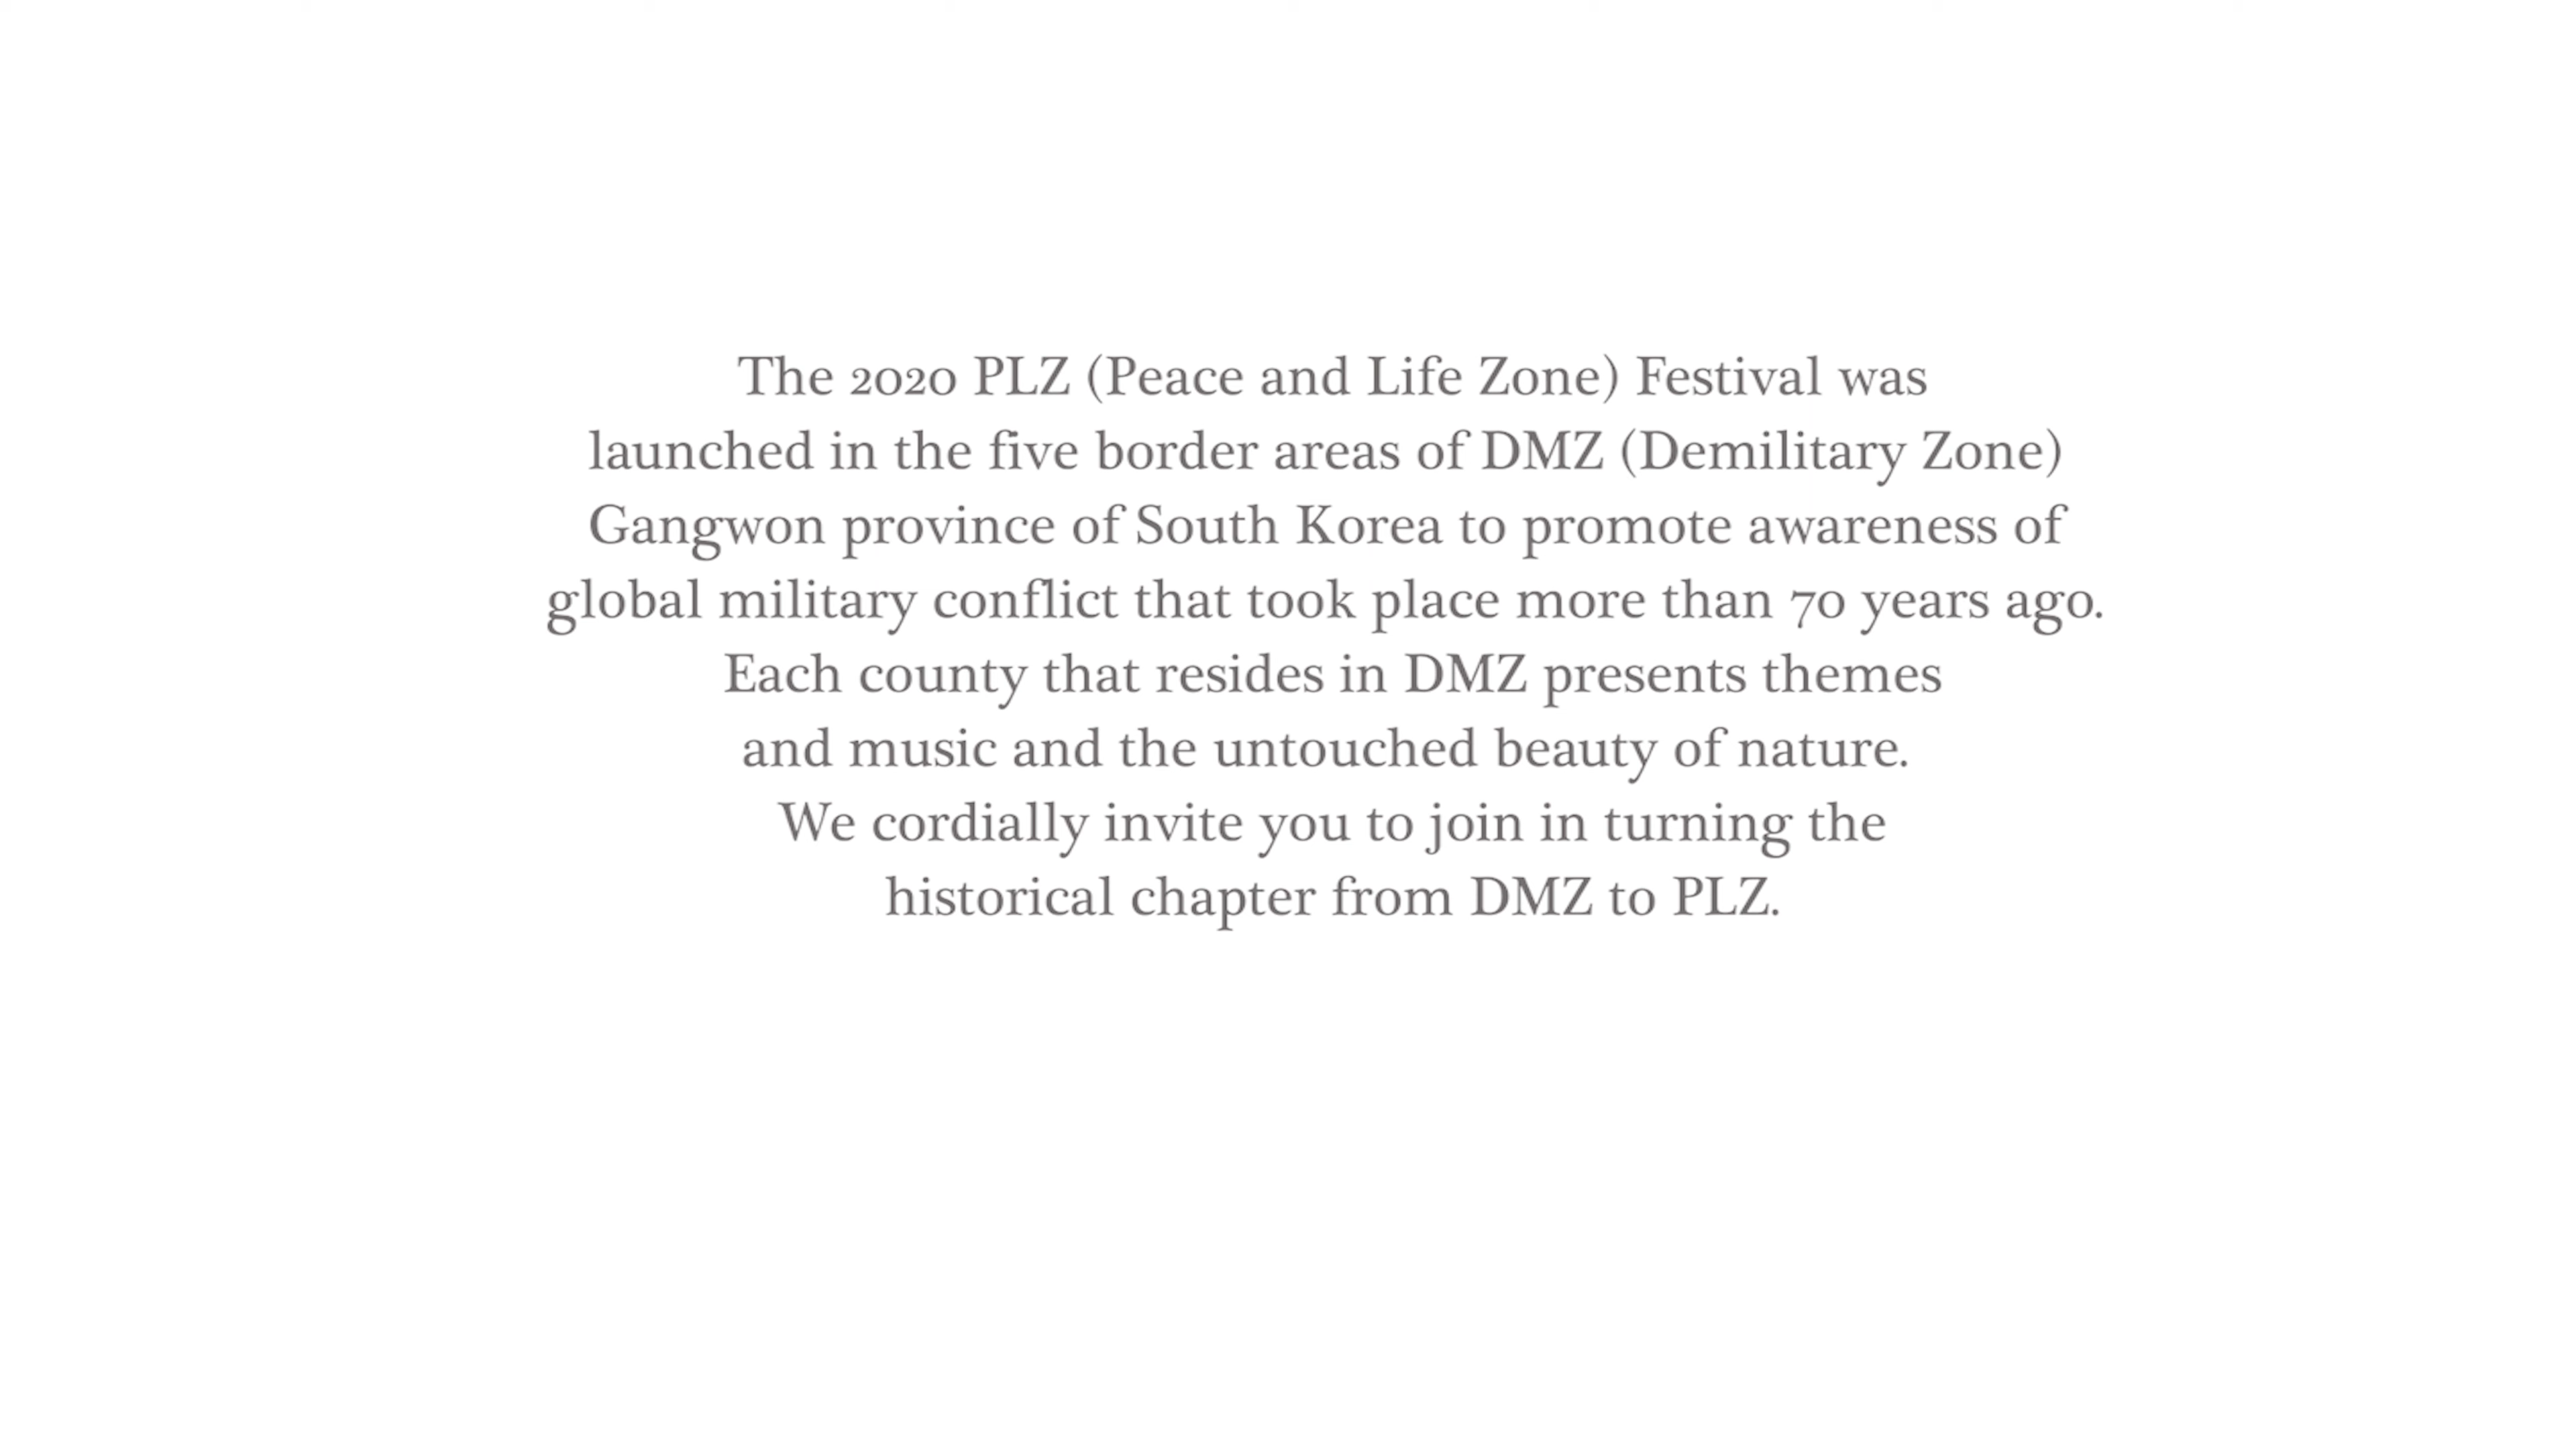 The 2020 PLZ (Peace and Life Zone) Festival was
launched in the five border areas of DMZ (Demilitary Zone)
Gangwon province of South Korea to promote awareness of
global military conflict that took place more than 70 years ago.
Each county that resides in DMZ presents themes
and music and the untouched beauty of nature.
We cordially invite you to join in turning the
historical chapter from DMZ to PLZ.